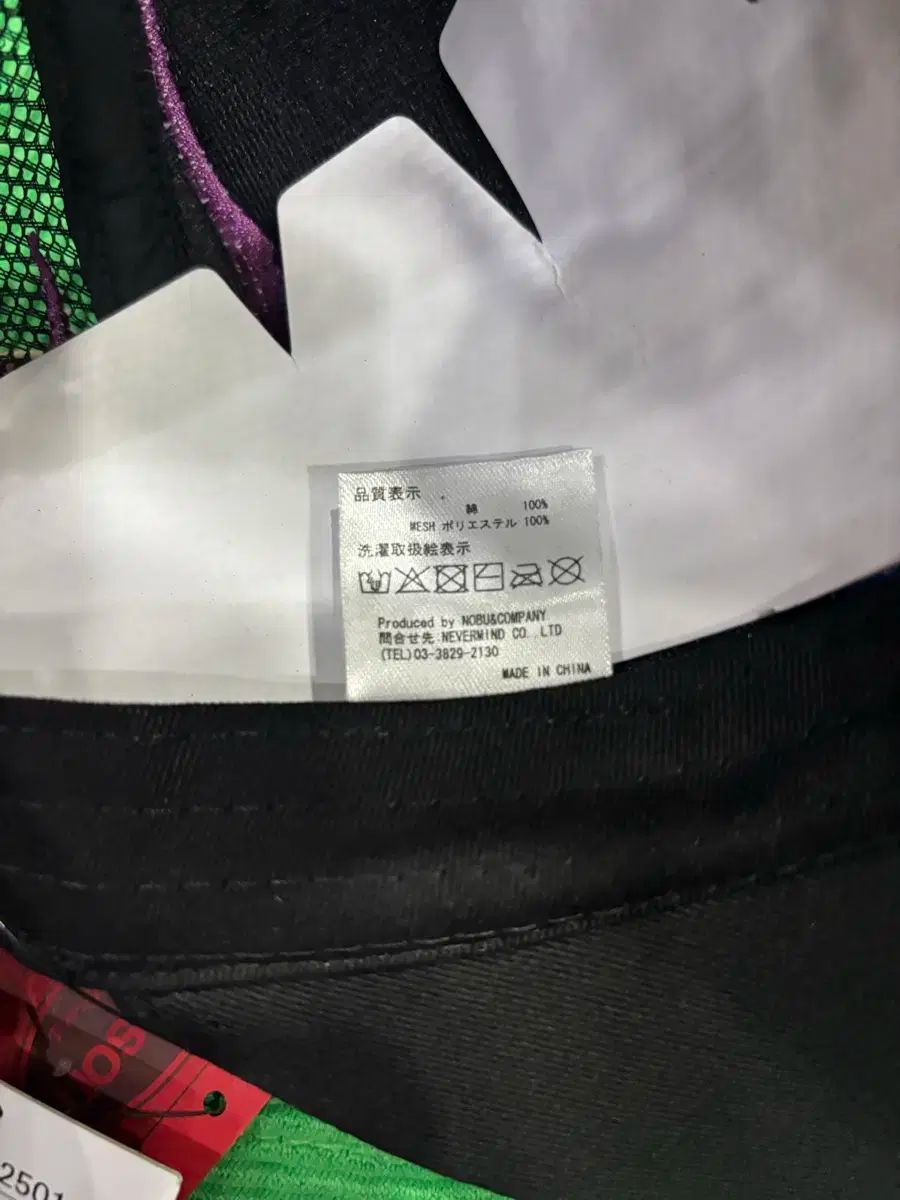 品質表示
綿 100%
MESH ポリエステル 100%
洗濯取扱絵表示
Produced by NOBU&COMPANY
問合せ先 NEVERMIND CO.,LTD
(TEL)03-3829-2130
MADE IN CHINA
2501